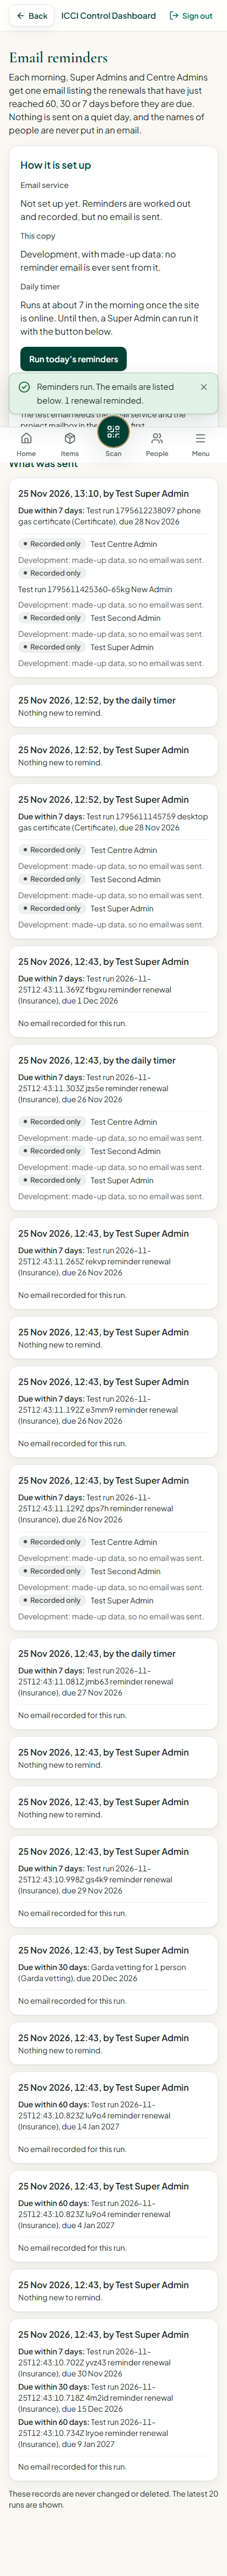 Back
ICCI Control Dashboard
Sign out
Email reminders
Each morning, Super Admins and Centre Admins
get one email listing the renewals that have just
reached 60, 30 or 7 days before they are due.
Nothing is sent on a quiet day, and the names of
people are never put in an email.
How it is set up
Email service
Not set up yet. Reminders are worked out
and recorded, but no email is sent.
This copy
Development, with made-up data: no
reminder email is ever sent from it.
Daily timer
Runs at about 7 in the morning once the site
is online. Until then, a Super Admin can run it
with the button below.
Run today's reminders
Reminders run. The emails are listed
below. 1 renewal reminded.
Home
Items
Scan
People
Menu
What was sent
25 Nov 2026, 13:10, by Test Super Admin
Due within 7 days: Test run 1795612238097 phone
gas certificate (Certificate), due 28 Nov 2026
Recorded only Test Centre Admin
Development: made-up data, so no email was sent.
Recorded only
Test run 1795611425360-65kg New Admin
Development: made-up data, so no email was sent.
Recorded only Test Second Admin
Development: made-up data, so no email was sent.
Recorded only Test Super Admin
Development: made-up data, so no email was sent.
25 Nov 2026, 12:52, by the daily timer
Nothing new to remind.
25 Nov 2026, 12:52, by Test Super Admin
Nothing new to remind.
25 Nov 2026, 12:52, by Test Super Admin
Due within 7 days: Test run 1795611145759 desktop
gas certificate (Certificate), due 28 Nov 2026
Recorded only Test Centre Admin
Development: made-up data, so no email was sent.
Recorded only Test Second Admin
Development: made-up data, so no email was sent.
Recorded only Test Super Admin
Development: made-up data, so no email was sent.
25 Nov 2026, 12:43, by Test Super Admin
Due within 7 days: Test run 2026-11-
25T12:43:11.369Z fbgxu reminder renewal
(Insurance), due 1 Dec 2026
No email recorded for this run.
25 Nov 2026, 12:43, by the daily timer
Due within 7 days: Test run 2026-11-
25T12:43:11.303Z jzs5e reminder renewal
(Insurance), due 26 Nov 2026
Recorded only Test Centre Admin
Development: made-up data, so no email was sent.
Recorded only Test Second Admin
Development: made-up data, so no email was sent.
Recorded only Test Super Admin
Development: made-up data, so no email was sent.
25 Nov 2026, 12:43, by Test Super Admin
Due within 7 days: Test run 2026-11-
25T12:43:11.265Z rekvp reminder renewal
(Insurance), due 26 Nov 2026
No email recorded for this run.
25 Nov 2026, 12:43, by Test Super Admin
Nothing new to remind.
25 Nov 2026, 12:43, by Test Super Admin
Due within 7 days: Test run 2026-11-
25T12:43:11.192Z e3mm9 reminder renewal
(Insurance), due 26 Nov 2026
No email recorded for this run.
25 Nov 2026, 12:43, by Test Super Admin
Due within 7 days: Test run 2026-11-
25T12:43:11.129Z dps7h reminder renewal
(Insurance), due 26 Nov 2026
Recorded only Test Centre Admin
Development: made-up data, so no email was sent.
Recorded only Test Second Admin
Development: made-up data, so no email was sent.
Recorded only Test Super Admin
Development: made-up data, so no email was sent.
25 Nov 2026, 12:43, by the daily timer
Due within 7 days: Test run 2026-11-
25T12:43:11.081Z jmb63 reminder renewal
(Insurance), due 27 Nov 2026
No email recorded for this run.
25 Nov 2026, 12:43, by Test Super Admin
Nothing new to remind.
25 Nov 2026, 12:43, by Test Super Admin
Nothing new to remind.
25 Nov 2026, 12:43, by Test Super Admin
Due within 7 days: Test run 2026-11-
25T12:43:10.998Z gs4k9 reminder renewal
(Insurance), due 29 Nov 2026
No email recorded for this run.
25 Nov 2026, 12:43, by Test Super Admin
Due within 30 days: Garda vetting for 1 person
(Garda vetting), due 20 Dec 2026
No email recorded for this run.
25 Nov 2026, 12:43, by Test Super Admin
Nothing new to remind.
25 Nov 2026, 12:43, by Test Super Admin
Due within 60 days: Test run 2026-11-
25T12:43:10.823Z lu9o4 reminder renewal
(Insurance), due 14 Jan 2027
No email recorded for this run.
25 Nov 2026, 12:43, by Test Super Admin
Due within 60 days: Test run 2026-11-
25T12:43:10.823Z lu9o4 reminder renewal
(Insurance), due 4 Jan 2027
No email recorded for this run.
25 Nov 2026, 12:43, by Test Super Admin
Nothing new to remind.
25 Nov 2026, 12:43, by Test Super Admin
Due within 7 days: Test run 2026-11-
25T12:43:10.702Z yvz43 reminder renewal
(Insurance), due 30 Nov 2026
Due within 30 days: Test run 2026-11-
25T12:43:10.718Z 4m2id reminder renewal
(Insurance), due 15 Dec 2026
Due within 60 days: Test run 2026-11-
25T12:43:10.734Z lryoe reminder renewal
(Insurance), due 9 Jan 2027
No email recorded for this run.
These records are never changed or deleted. The latest 20
runs are shown.